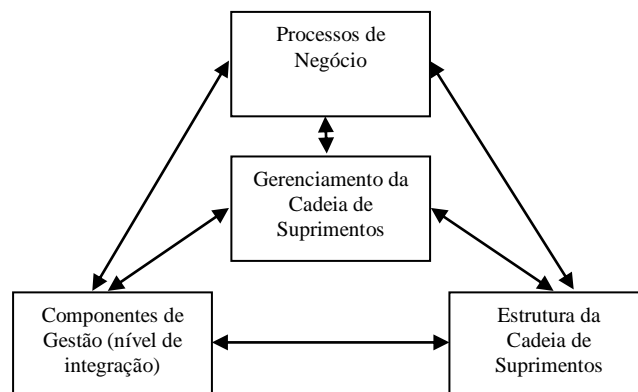 Processos de
Negócio
Gerenciamento da
Cadeia de
Suprimentos
Componentes de
Gestão (nível de
integração)
Estrutura da
Cadeia de
Suprimentos